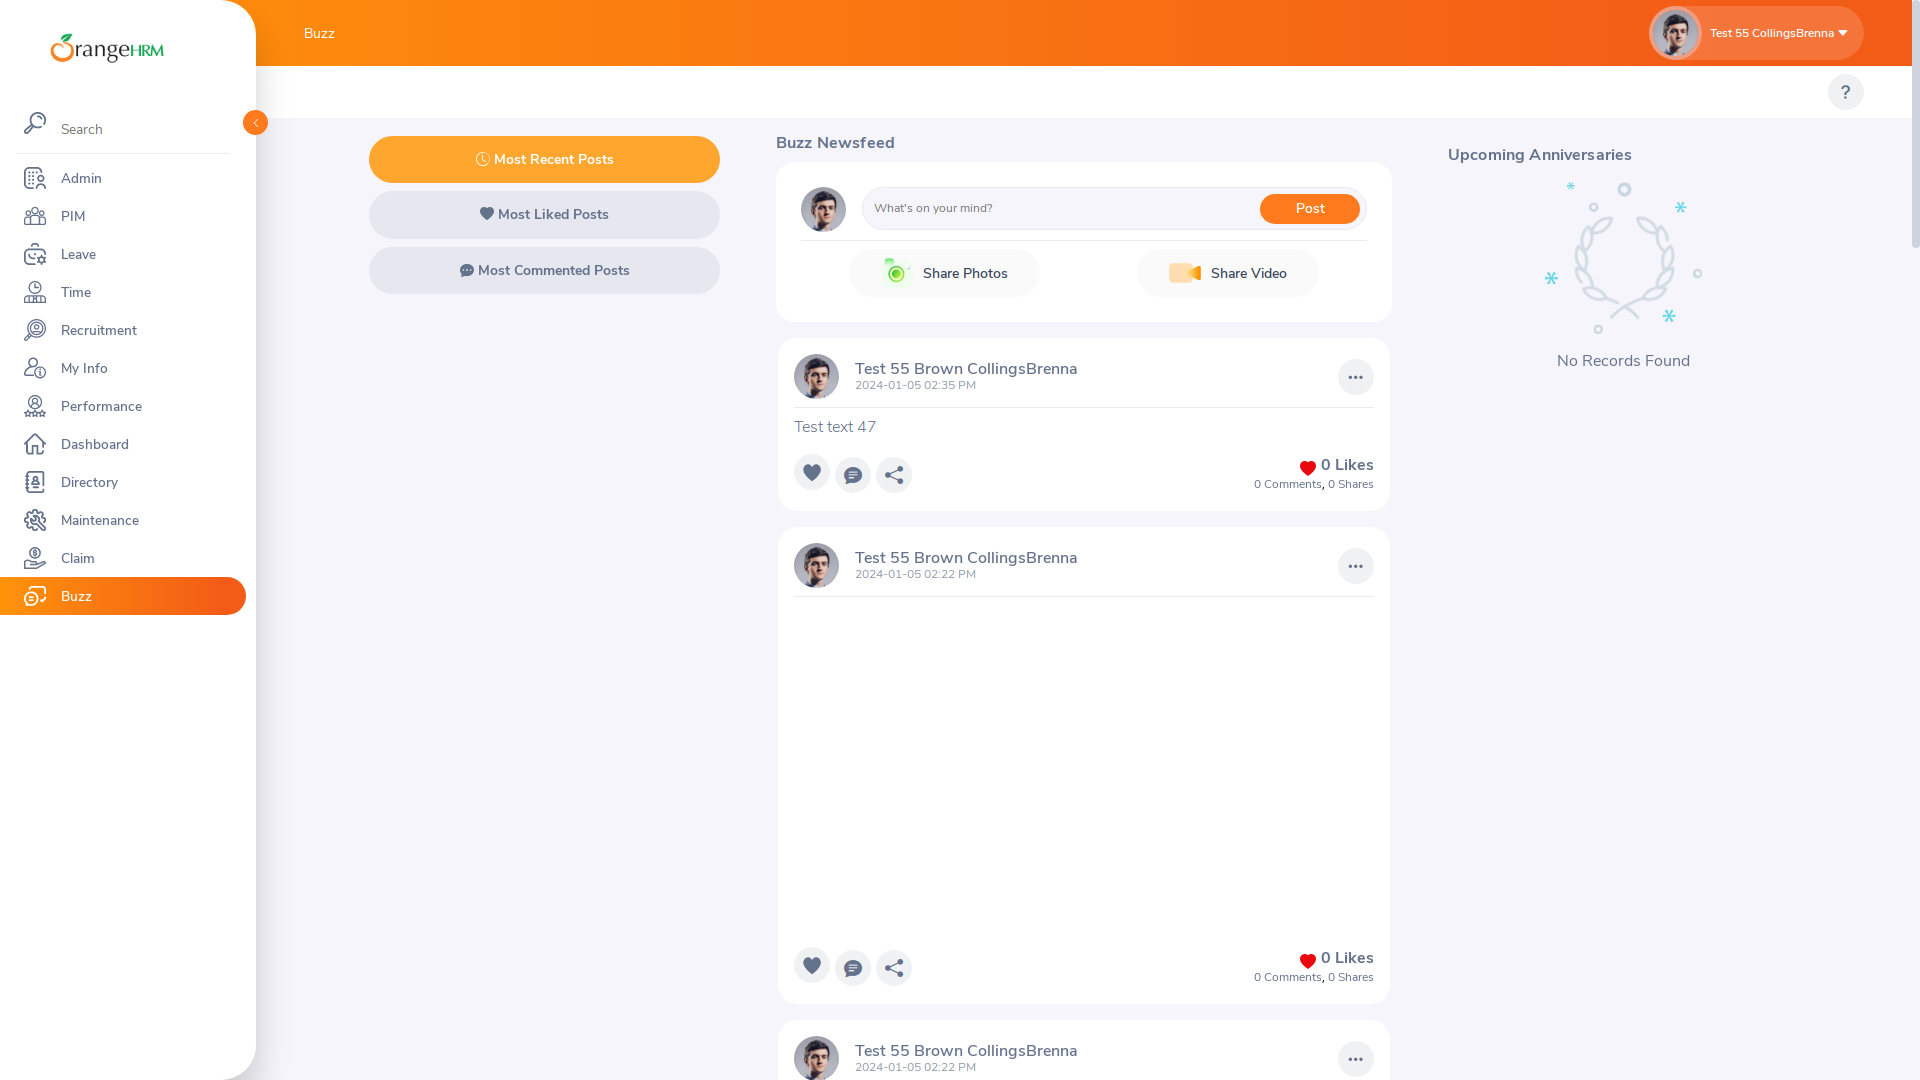 OrangeHRM
Search
Admin
PIM
Leave
Time
Recruitment
My Info
Performance
Dashboard
Directory
Maintenance
Claim
Buzz
Buzz
Test 55 CollingsBrenna
?
Most Recent Posts
Most Liked Posts
Most Commented Posts
Buzz Newsfeed
What's on your mind?
Post
Share Photos
Share Video
Test 55 Brown CollingsBrenna
2024-01-05 02:35 PM
Test text 47
0 Likes
0 Comments, 0 Shares
Test 55 Brown CollingsBrenna
2024-01-05 02:22 PM
0 Likes
0 Comments, 0 Shares
Test 55 Brown CollingsBrenna
2024-01-05 02:22 PM
Upcoming Anniversaries
No Records Found